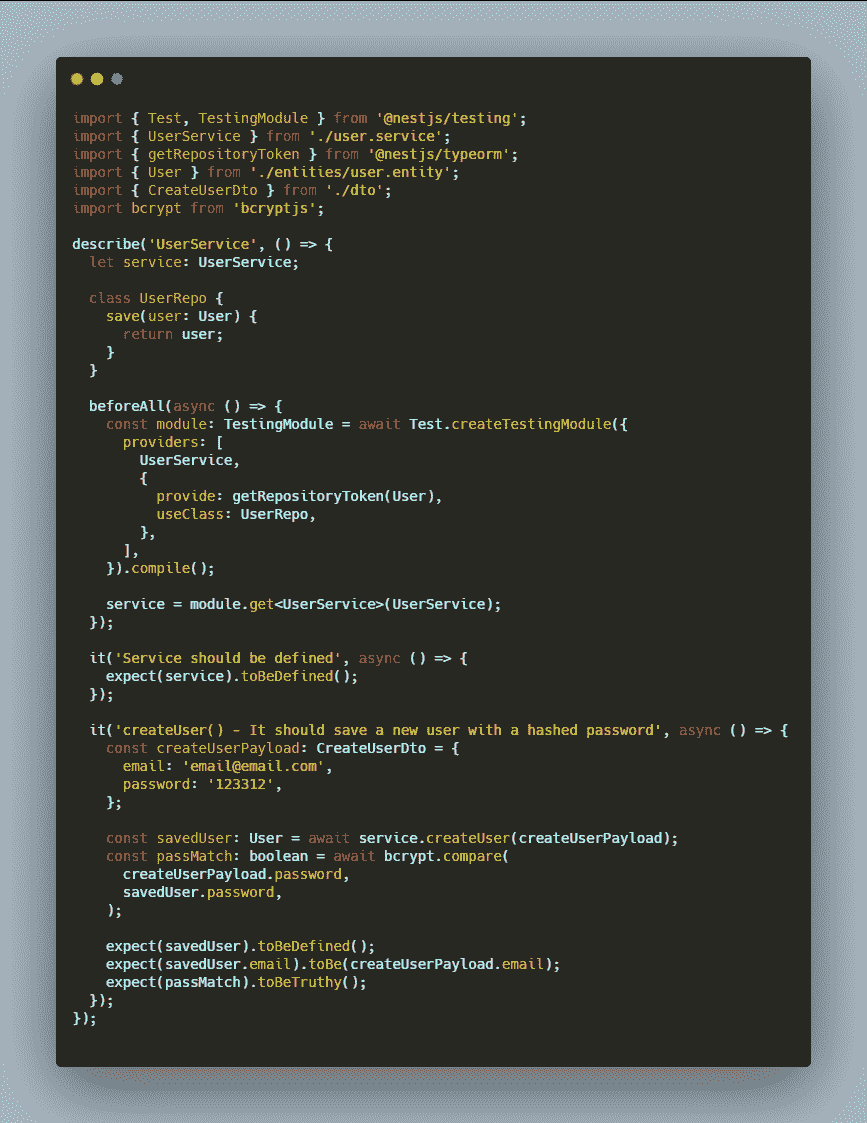 import { Test, TestingModule } from '@nestjs/testing';
import { UserService } from './user.service';
import { getRepositoryToken } from '@nestjs/typeorm';
import { User } from './entities/user.entity';
import { CreateUserDto } from './dto';
import bcrypt from 'bcryptjs';

describe('UserService', () => {
  let service: UserService;

  class UserRepo {
    save(user: User) {
      return user;
    }
  }

  beforeAll(async () => {
    const module: TestingModule = await Test.createTestingModule({
      providers: [
        UserService,
        {
          provide: getRepositoryToken(User),
          useClass: UserRepo,
        },
      ],
    }).compile();

    service = module.get<UserService>(UserService);
  });

  it('Service should be defined', async () => {
    expect(service).toBeDefined();
  });

  it('createUser() - It should save a new user with a hashed password', async () => {
    const createUserPayload: CreateUserDto = {
      email: 'email@email.com',
      password: '123312',
    };

    const savedUser: User = await service.createUser(createUserPayload);
    const passMatch: boolean = await bcrypt.compare(
      createUserPayload.password,
      savedUser.password,
    );

    expect(savedUser).toBeDefined();
    expect(savedUser.email).toBe(createUserPayload.email);
    expect(passMatch).toBeTruthy();
  });
});